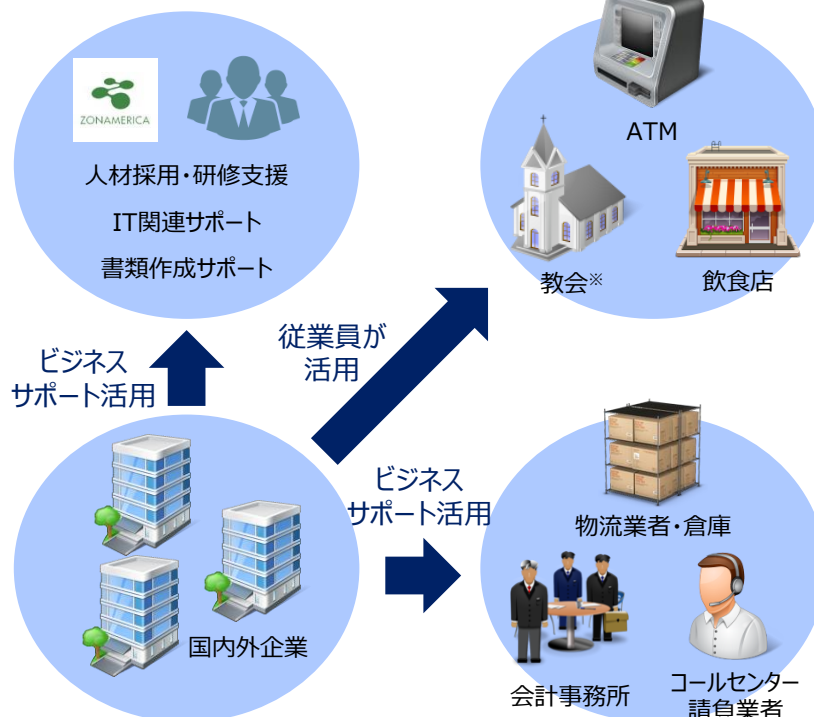 ZONAMERICA
人材採用・研修支援
IT関連サポート
書類作成サポート
ATM
教会※
飲食店
ビジネス
サポート活用
従業員が
活用
ビジネス
サポート活用
国内外企業
物流業者・倉庫
会計事務所
コールセンター
請負業者